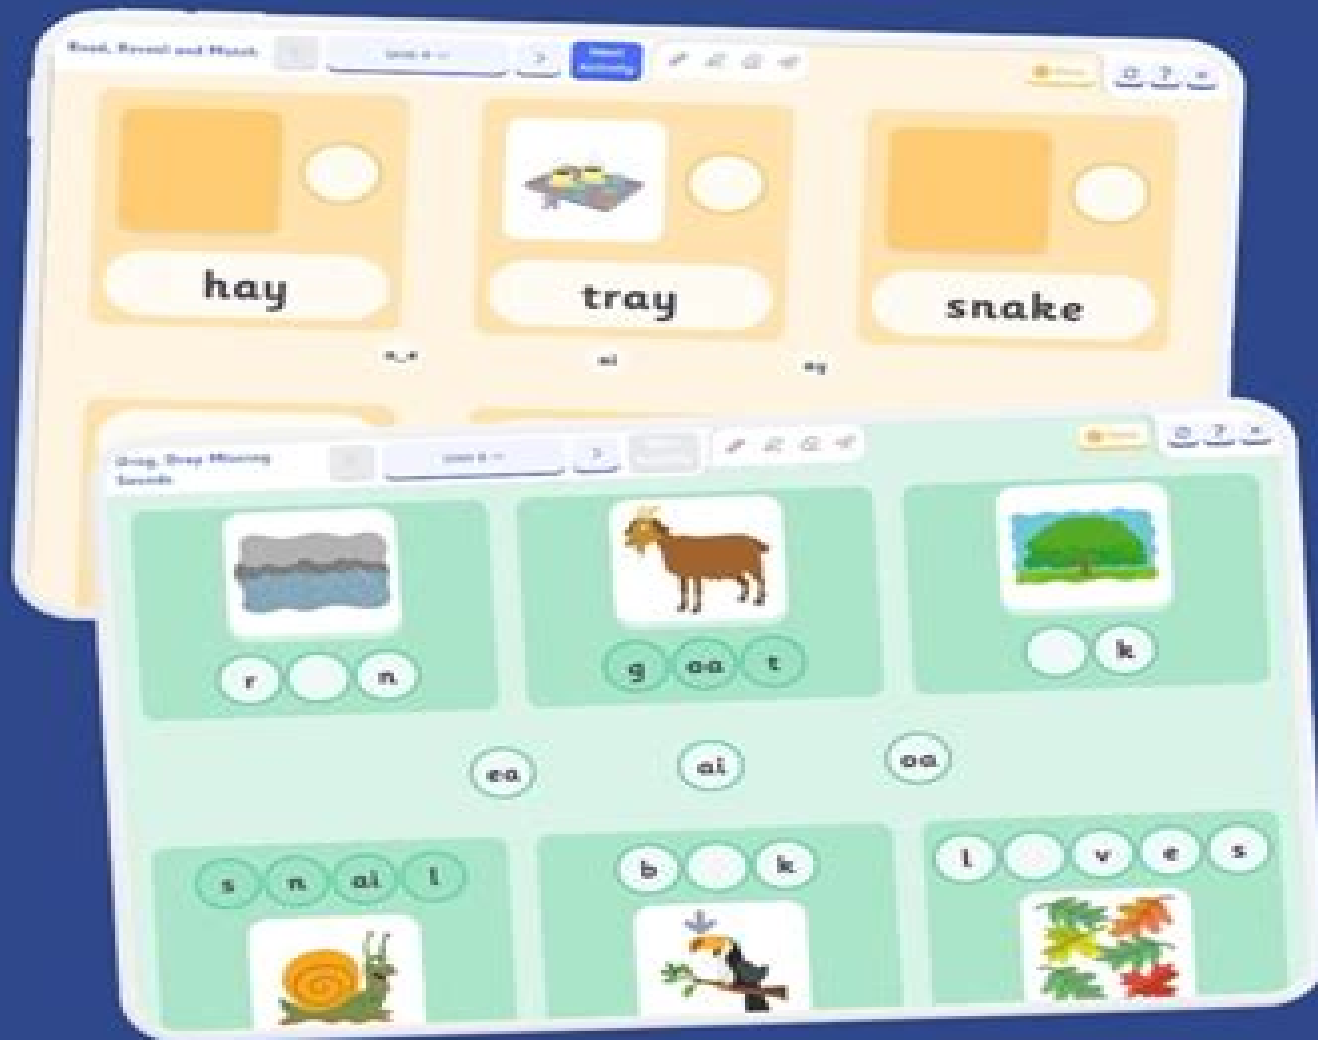 Read, Reveal and Match
?
hay
tray
snake
a_e
ai
ay
Drag, Drop Missing
Sounds
?
r n
g oa t
k
ea
ai
oa
s n ai l
b k
l v e s